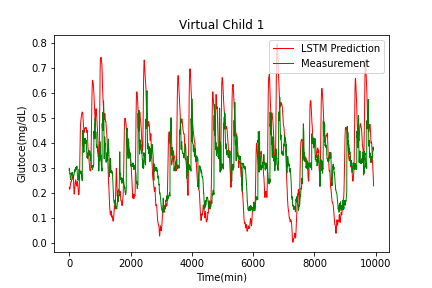 Virtual Child 1
LSTM Prediction
Measurement
Glutoce(mg/dL)
0.8
0.7
0.6
0.5
0.4
0.3
0.2
0.1
0.0
0 2000 4000 6000 8000 10000
Time(min)